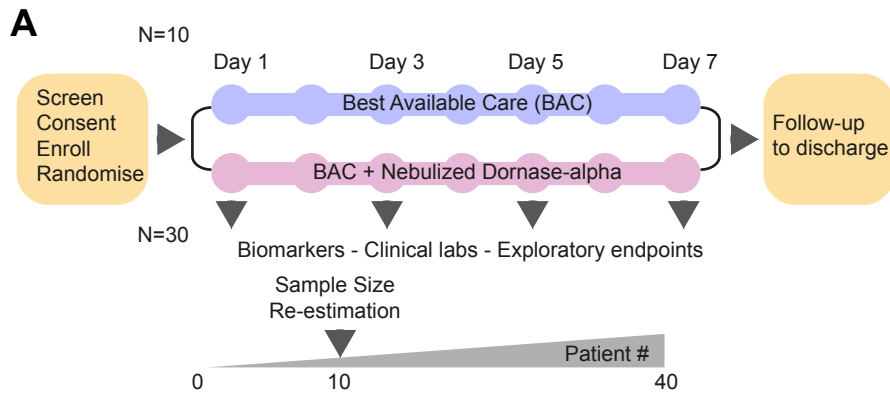 A
N=10
Day 1
Day 3
Day 5
Day 7
Screen
Consent
Enroll
Randomise
Best Available Care (BAC)
BAC + Nebulized Dornase-alpha
Follow-up
to discharge
N=30
Biomarkers - Clinical labs - Exploratory endpoints
Sample Size
Re-estimation
Patient #
0
10
40